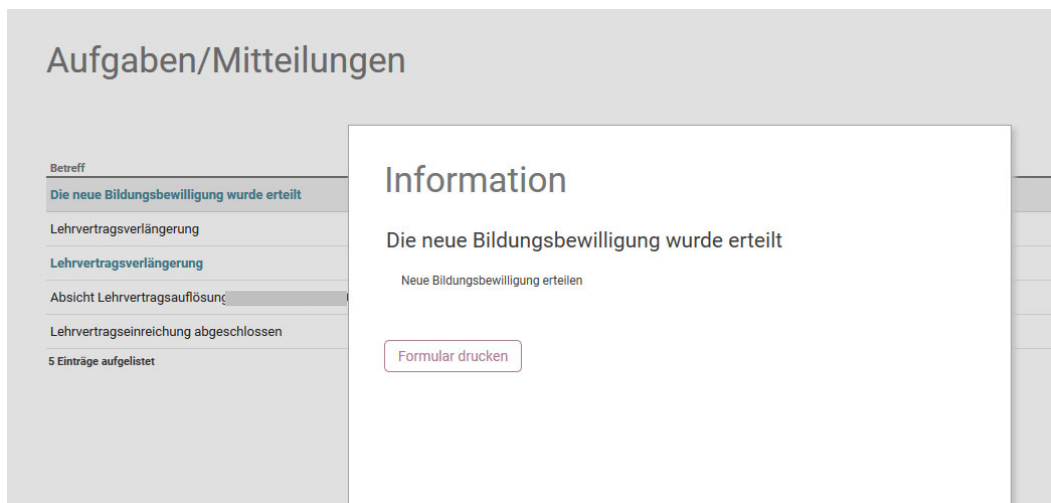 Aufgaben/Mitteilungen
Betreff
Die neue Bildungsbewilligung wurde erteilt
Lehrvertragsverlängerung
Lehrvertragsverlängerung
Absicht Lehrvertragsauflösung
Lehrvertragseinreichung abgeschlossen
5 Einträge aufgelistet
Information
Die neue Bildungsbewilligung wurde erteilt
Neue Bildungsbewilligung erteilen
Formular drucken